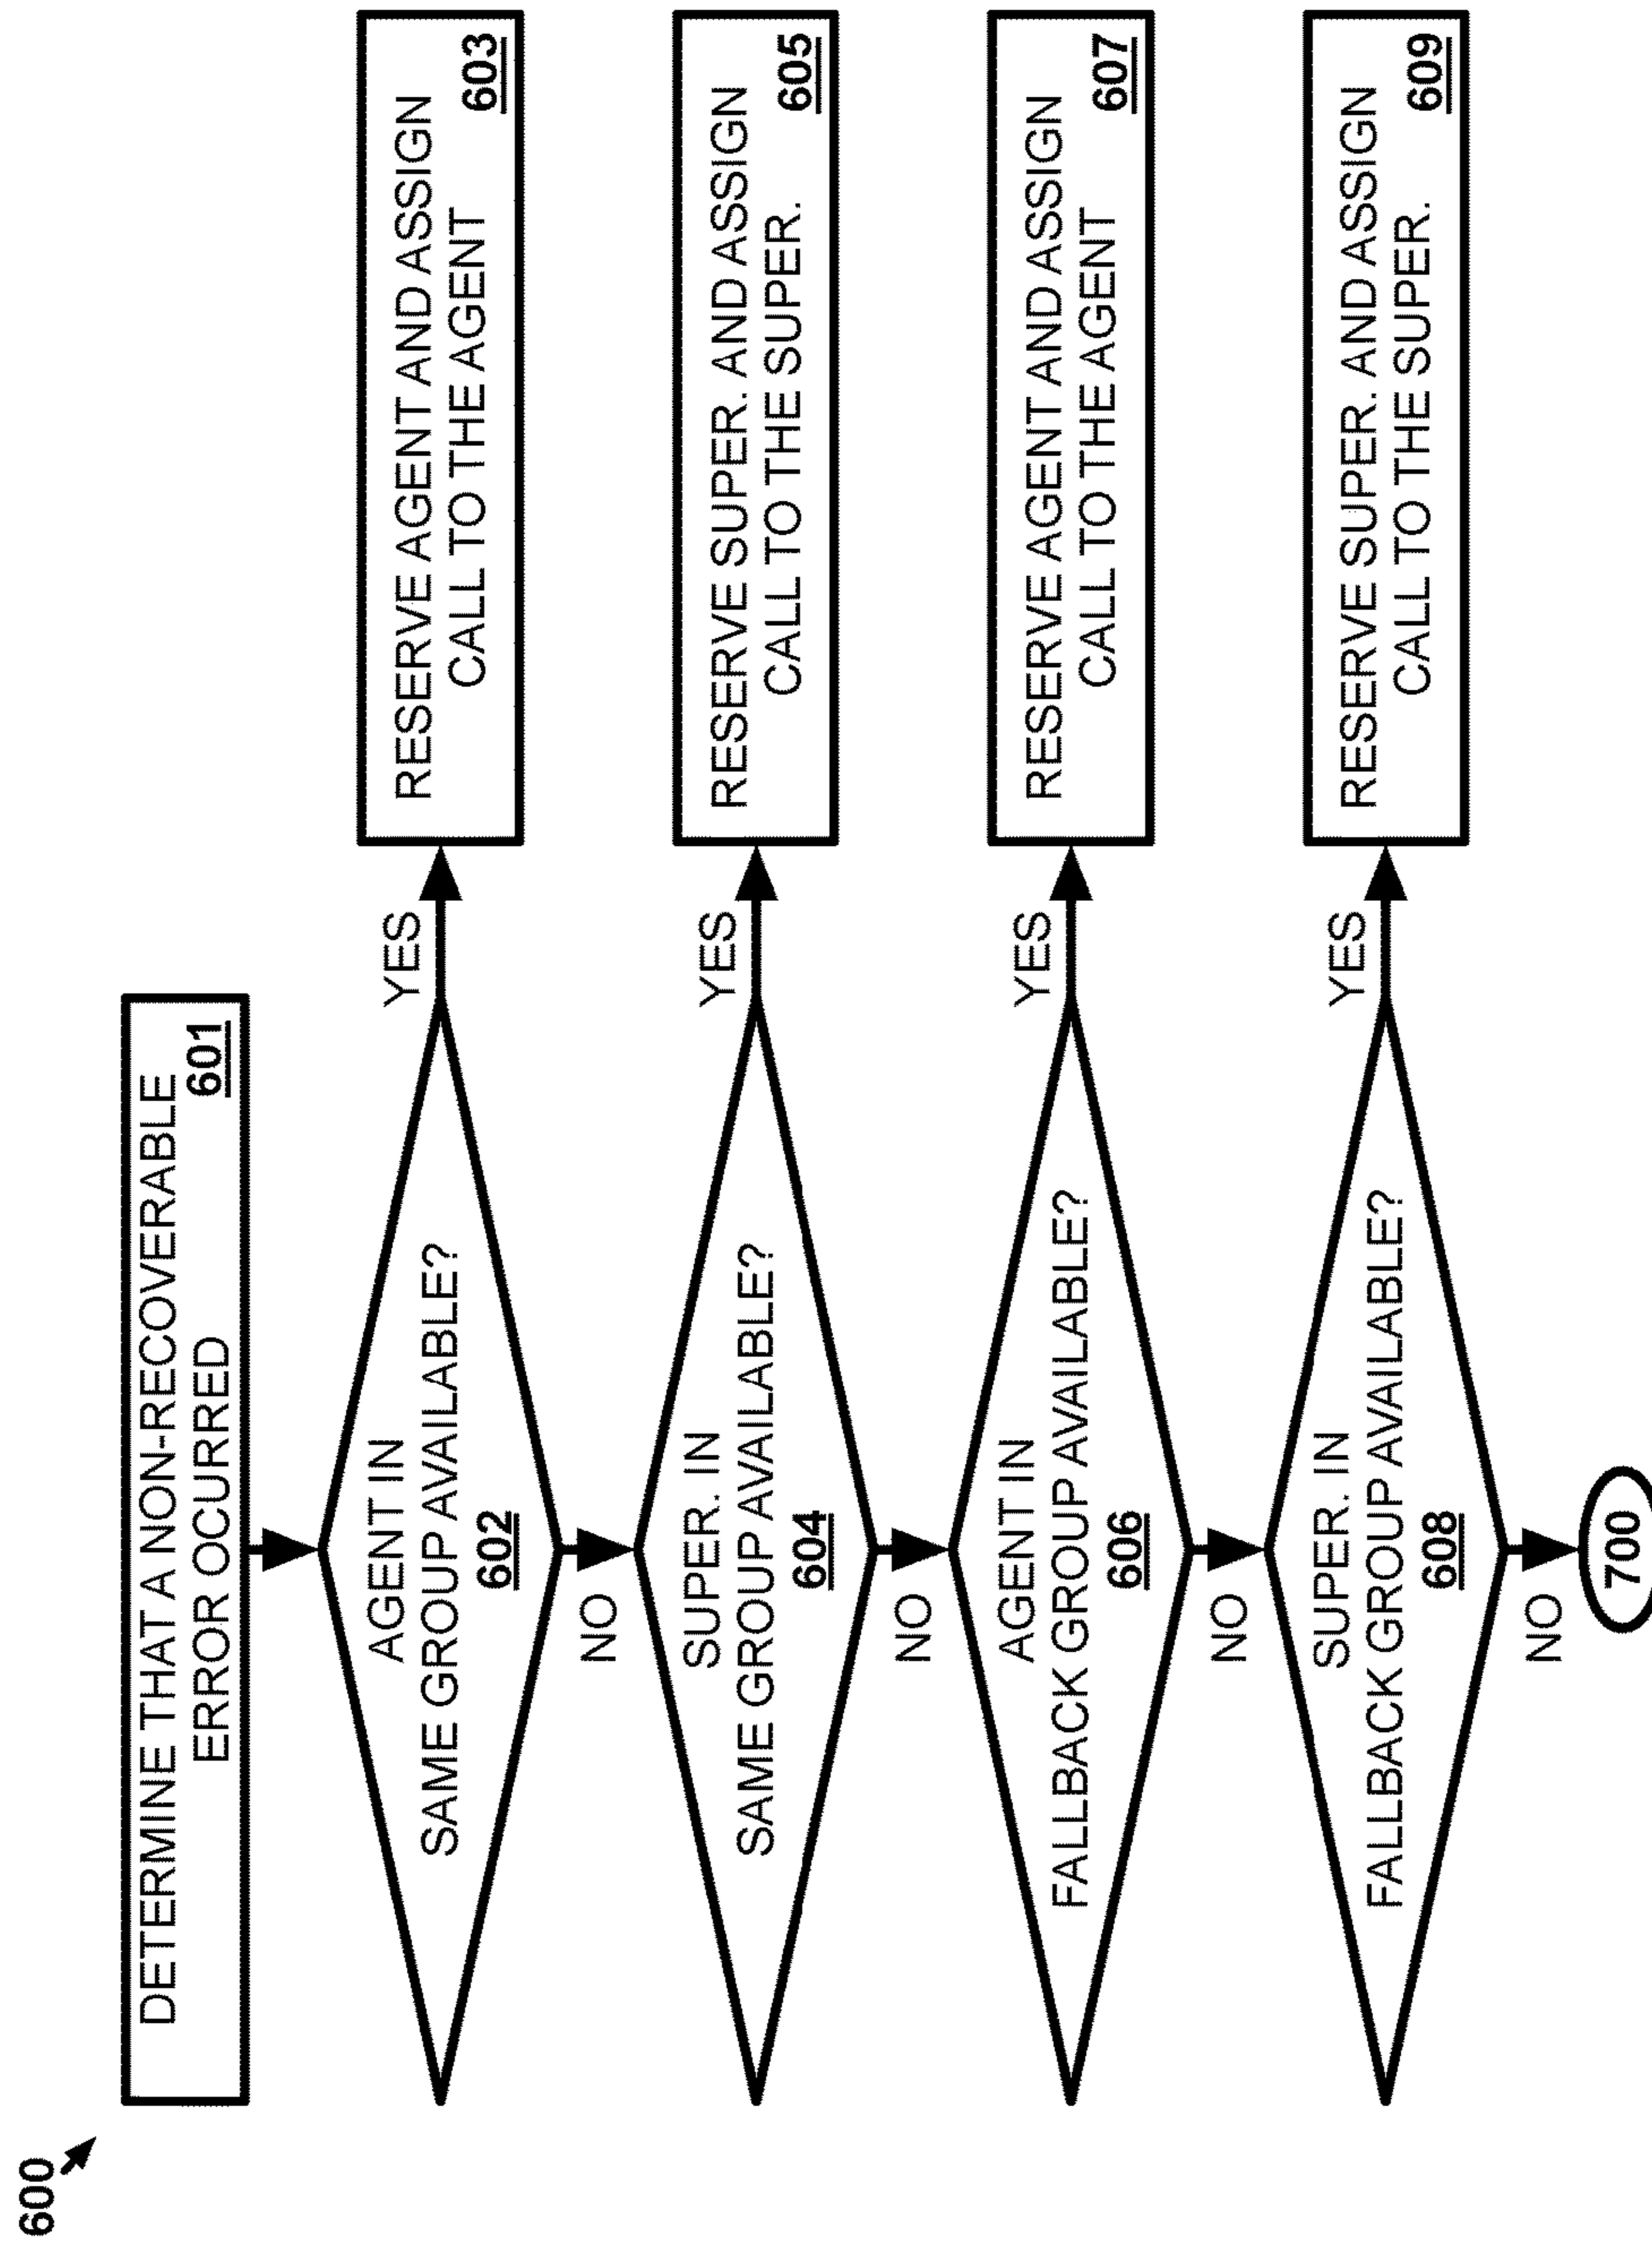 600
DETERMINE THAT A NON-RECOVERABLE
ERROR OCURRED
601
AGENT IN
SAME GROUP AVAILABLE?
602
YES
RESERVE AGENT AND ASSIGN
CALL TO THE AGENT
603
NO
SUPER. IN
SAME GROUP AVAILABLE?
604
YES
RESERVE SUPER. AND ASSIGN
CALL TO THE SUPER.
605
NO
AGENT IN
FALLBACK GROUP AVAILABLE?
606
YES
RESERVE AGENT AND ASSIGN
CALL TO THE AGENT
607
NO
SUPER. IN
FALLBACK GROUP AVAILABLE?
608
YES
RESERVE SUPER. AND ASSIGN
CALL TO THE SUPER.
609
NO
700